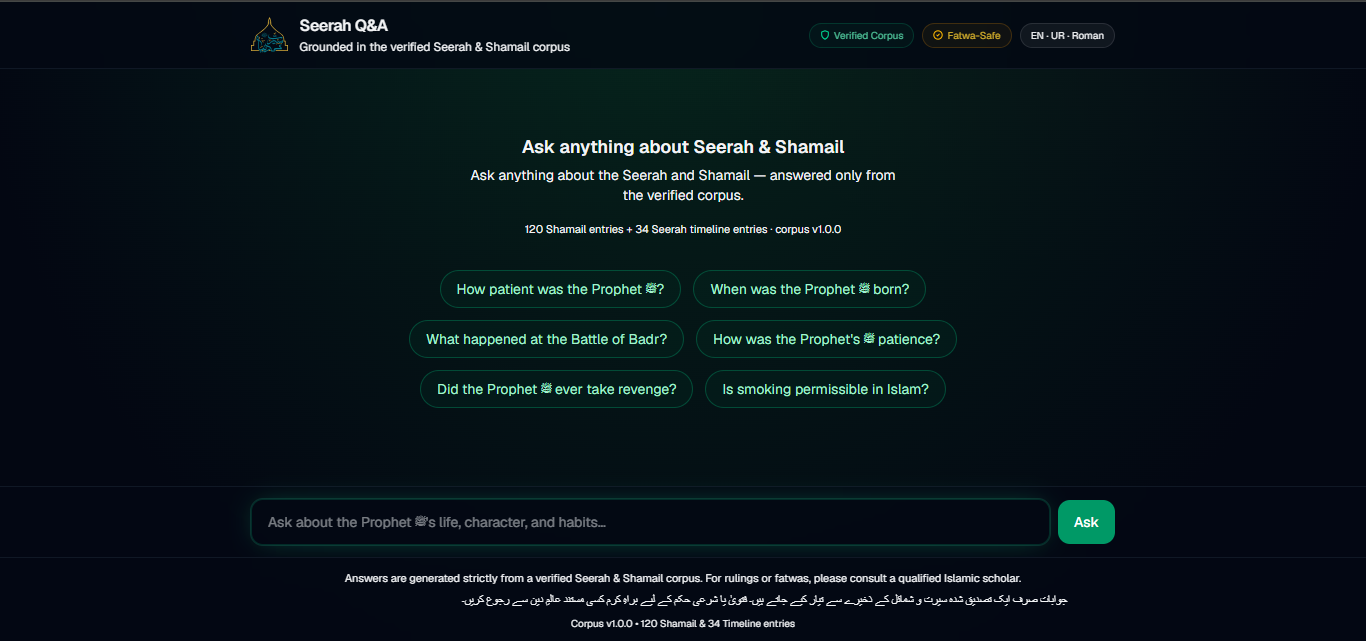 Seerah Q&A
Grounded in the verified Seerah & Shamail corpus
Verified Corpus
Fatwa-Safe
EN · UR · Roman
Ask anything about Seerah & Shamail
Ask anything about the Seerah and Shamail — answered only from
the verified corpus.
120 Shamail entries + 34 Seerah timeline entries · corpus v1.0.0
How patient was the Prophet ﷺ?
When was the Prophet ﷺ born?
What happened at the Battle of Badr?
How was the Prophet's ﷺ patience?
Did the Prophet ﷺ ever take revenge?
Is smoking permissible in Islam?
Ask about the Prophet ﷺ's life, character, and habits...
Ask
Answers are generated strictly from a verified Seerah & Shamail corpus. For rulings or fatwas, please consult a qualified Islamic scholar.
جوابات صرف ایک تصدیق شدہ سیرت و شمائل کے ذخیرے سے تیار کیے جاتے ہیں۔ فتویٰ یا شرعی حکم کے لیے براہِ کرم کسی مستند عالمِ دین سے رجوع کریں۔
Corpus v1.0.0 • 120 Shamail & 34 Timeline entries